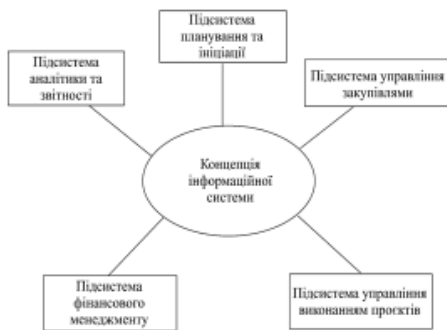 Підсистема
планування та
ініціації
Підсистема
аналітики та
звітності
Підсистема управління
закупівлями
Концепція
інформаційної
системи
Підсистема
фінансового
менеджменту
Підсистема управління
виконанням проєктів